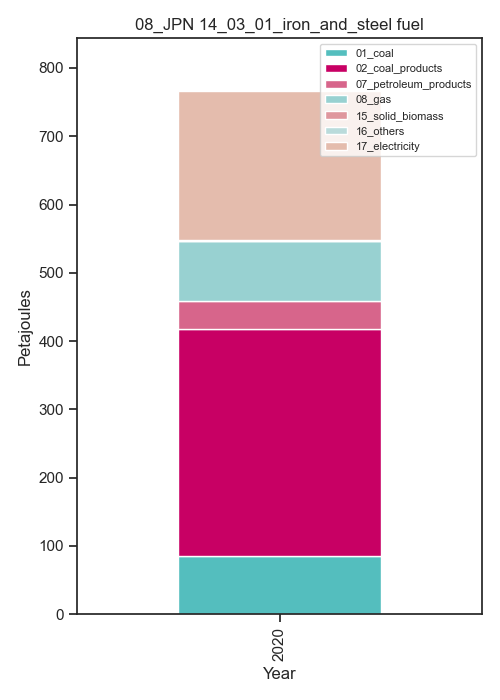 08_JPN 14_03_01_iron_and_steel fuel
01_coal
02_coal_products
07_petroleum_products
08_gas
15_solid_biomass
16_others
17_electricity
800
700
600
500
400
300
200
100
0
Petajoules
2020
Year